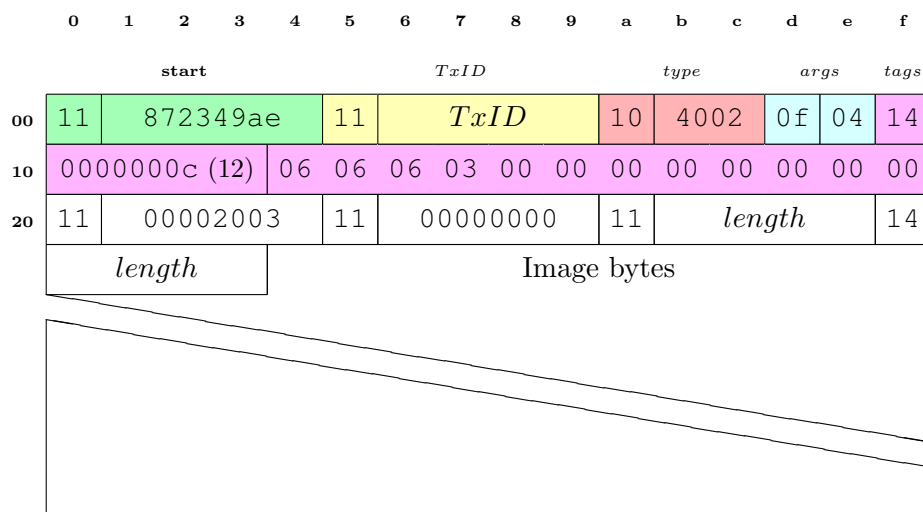 0 1 2 3 4 5 6 7 8 9 a b c d e f
start TxID type args tags
00 11 872349ae 11 TxID 10 4002 0f 04 14
10 0000000c (12) 06 06 06 03 00 00 00 00 00 00 00 00
20 11 00002003 11 00000000 11 length 14
length Image bytes